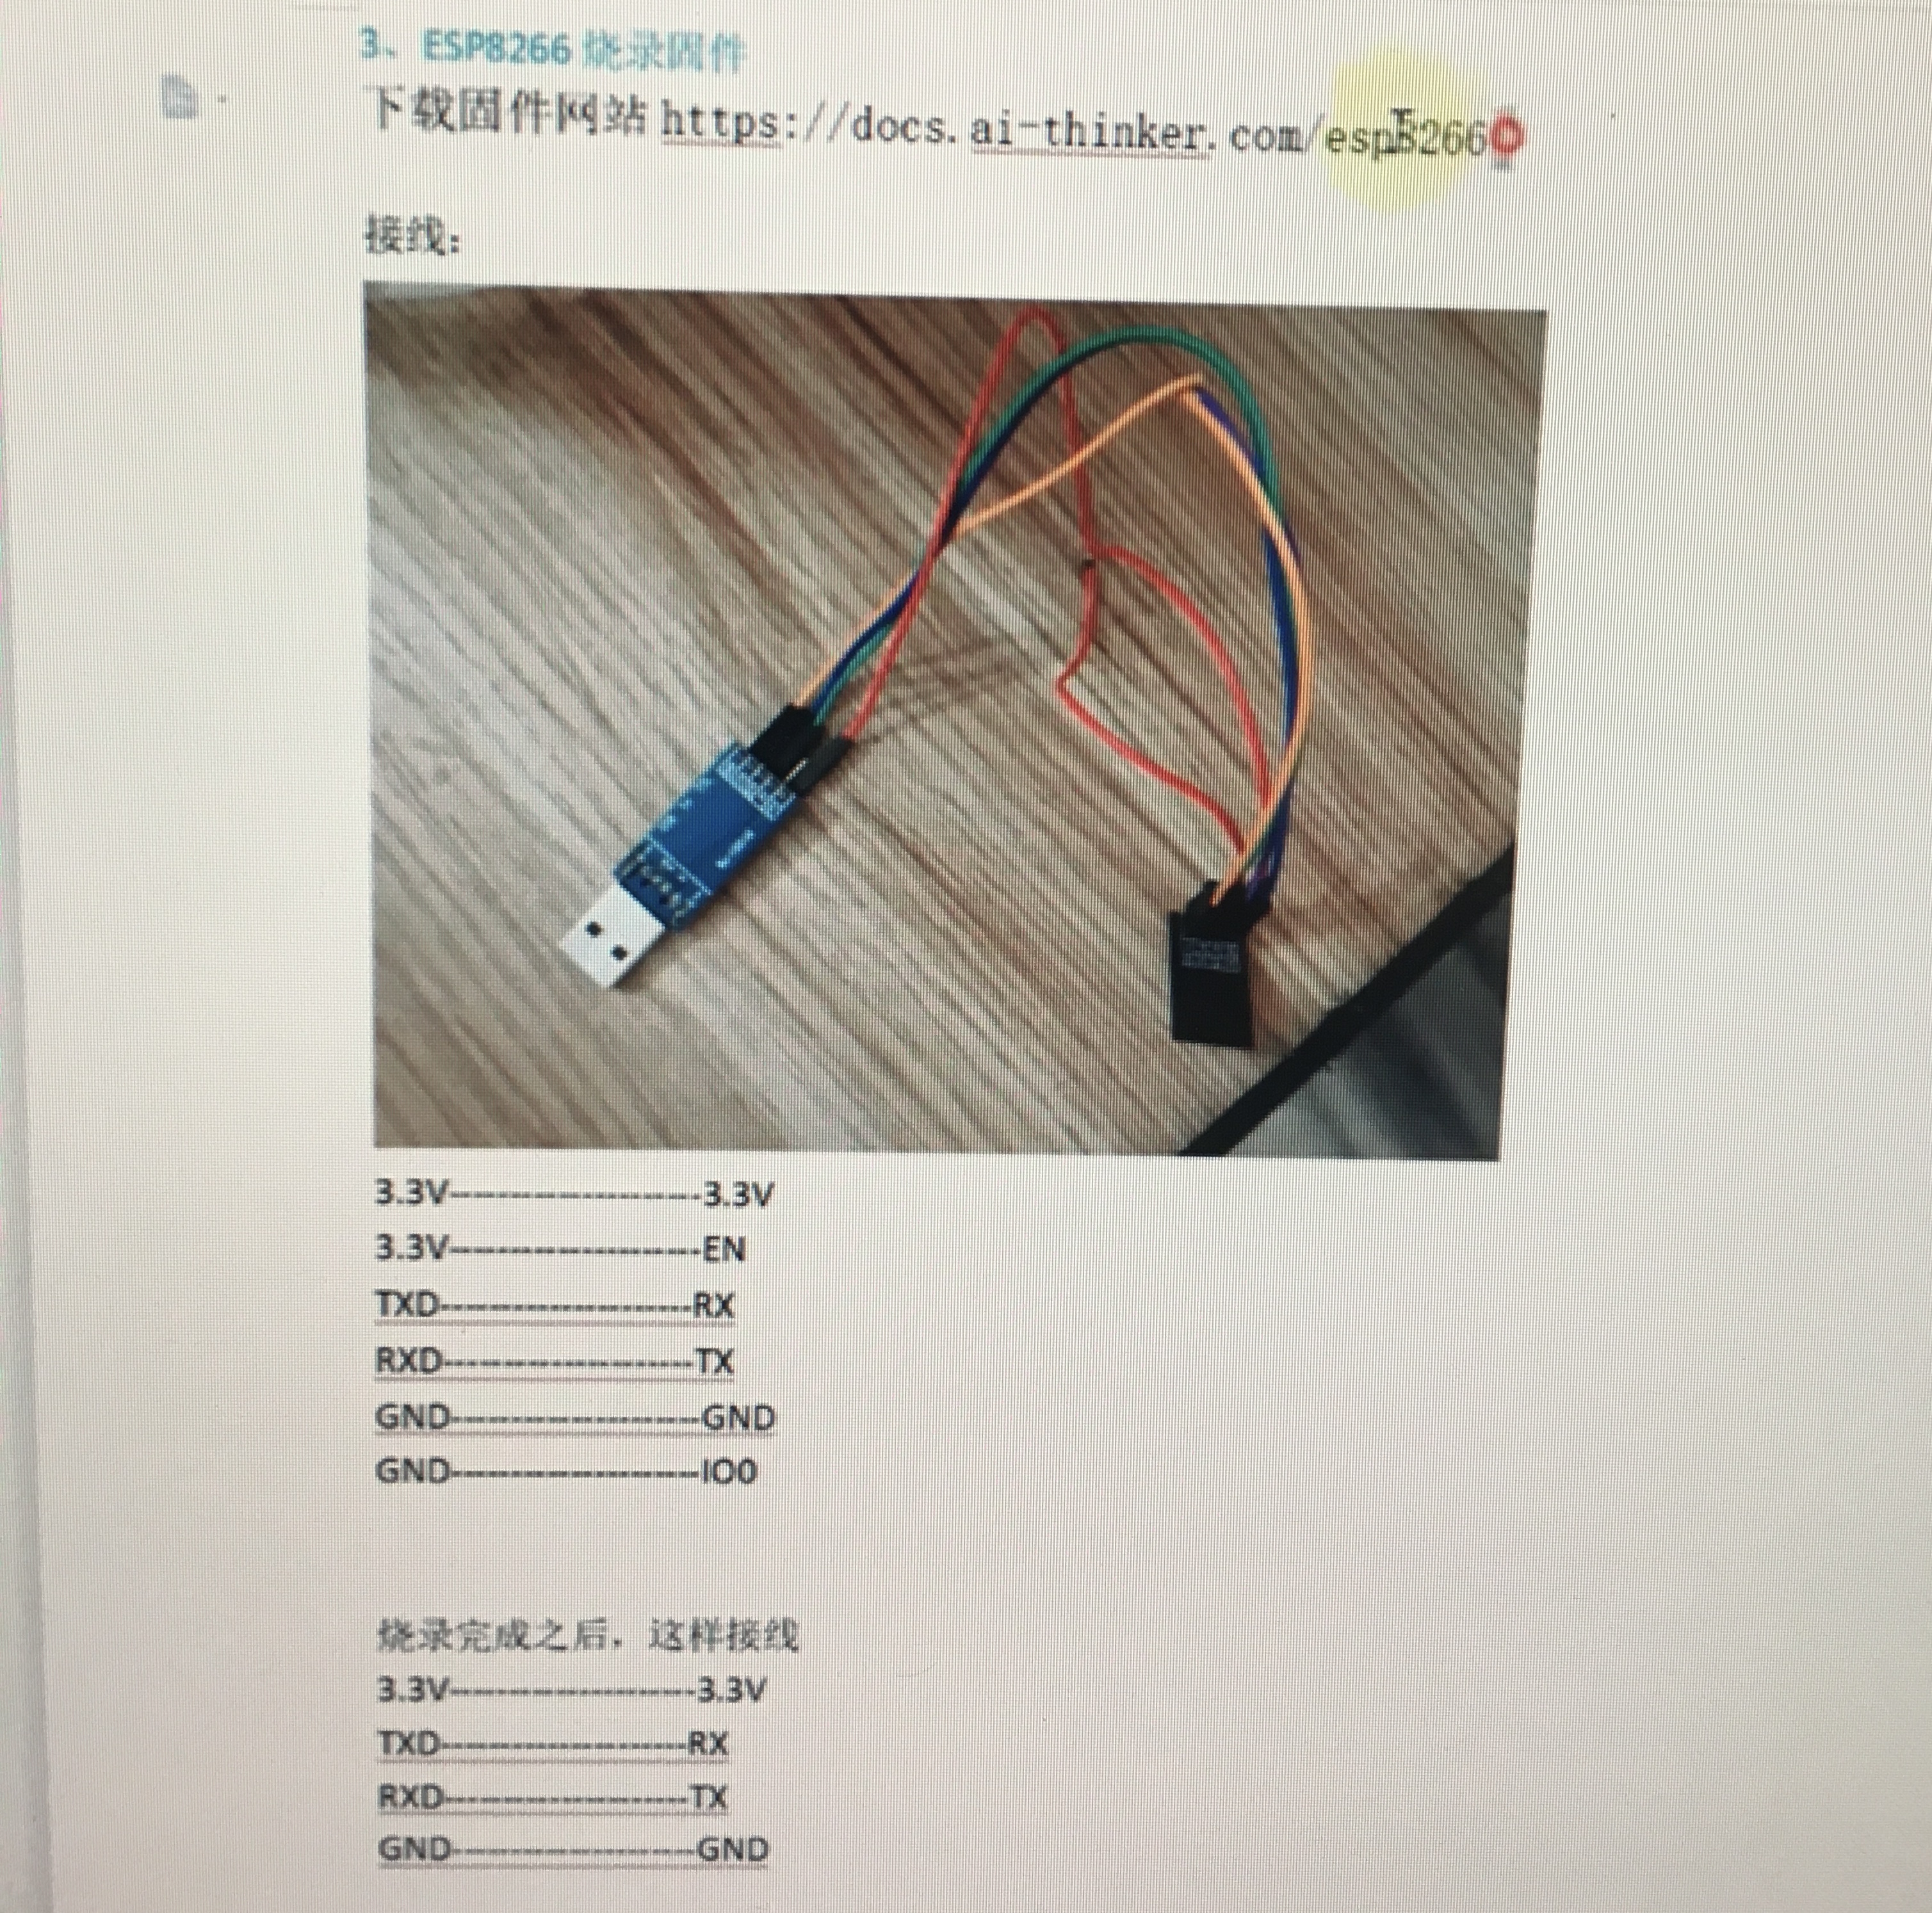 3、ESP8266 烧录固件
下载固件网站 https://docs.ai-thinker.com/esp8266
接线：
3.3V--------------------3.3V
3.3V--------------------EN
TXD--------------------RX
RXD--------------------TX
GND--------------------GND
GND--------------------IO0
烧录完成之后，这样接线
3.3V--------------------3.3V
TXD--------------------RX
RXD--------------------TX
GND--------------------GND